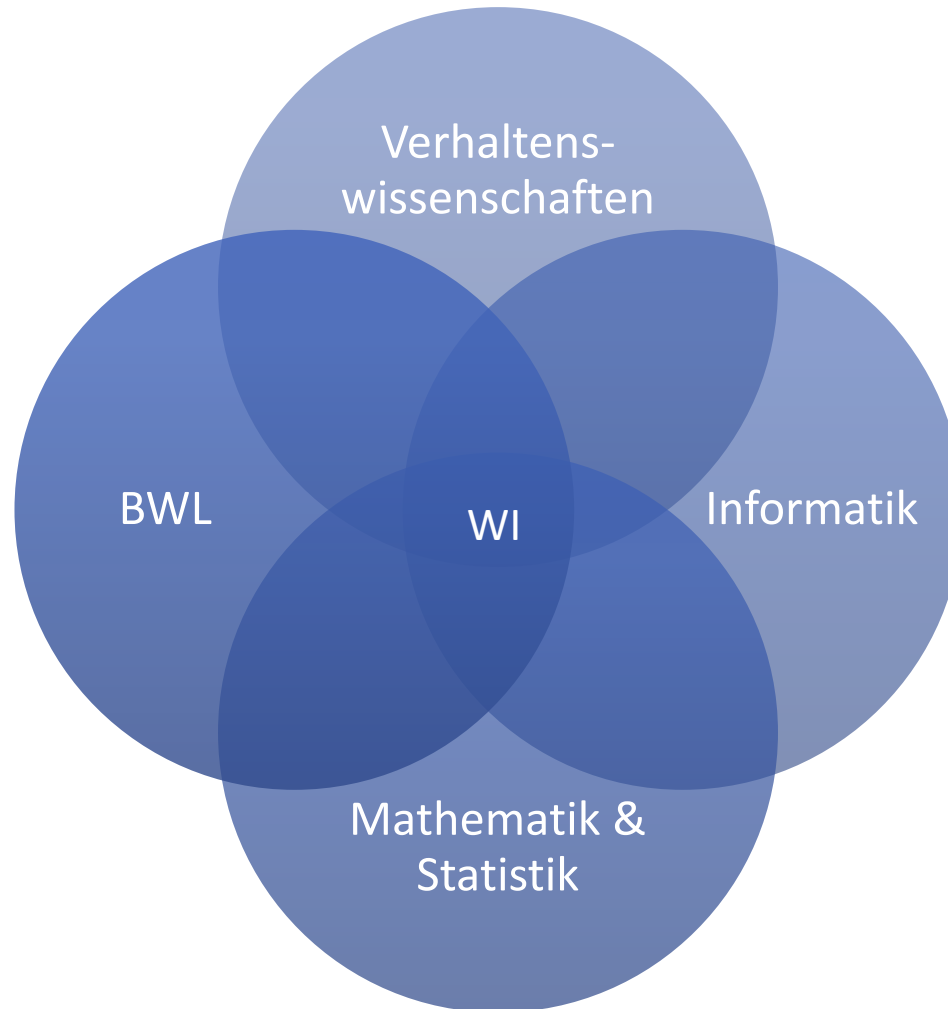 Verhaltens-
wissenschaften
BWL
WI
Informatik
Mathematik &
Statistik